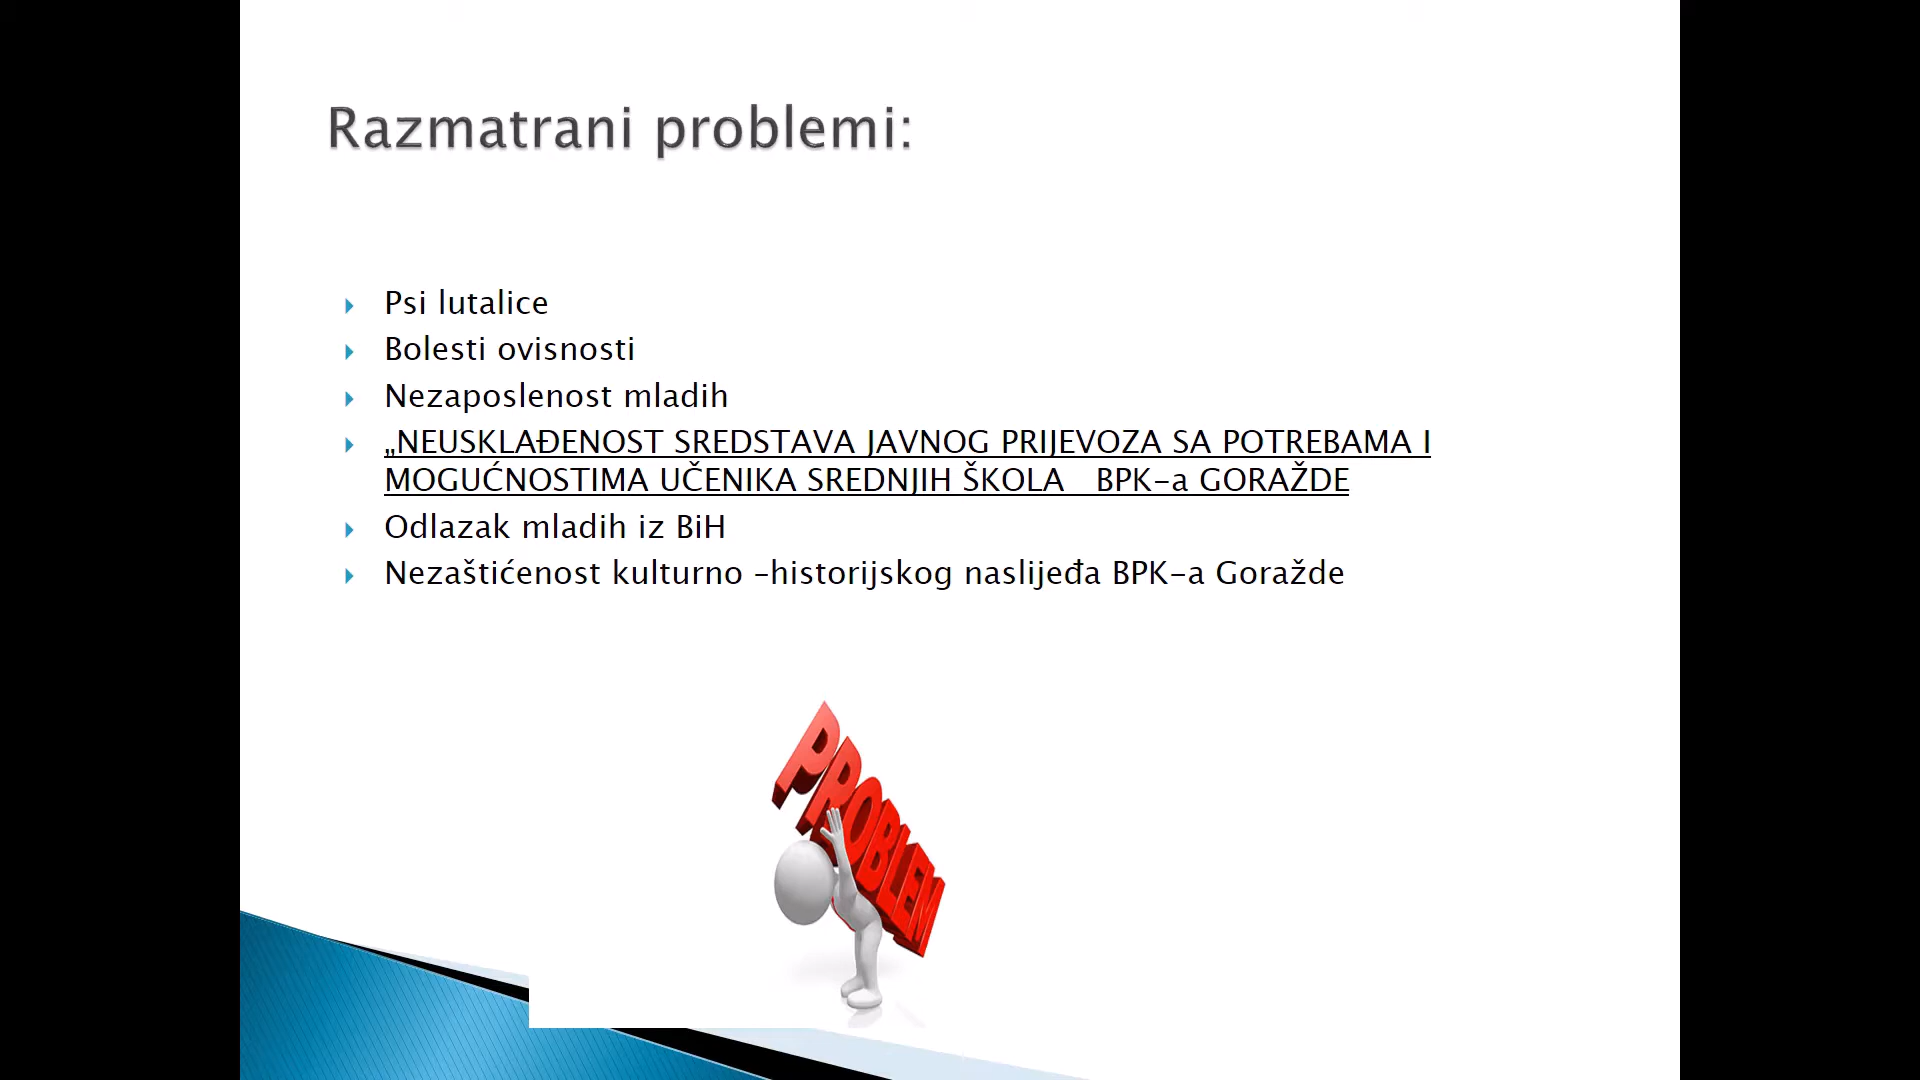 Razmatrani problemi:
Psi lutalice
Bolesti ovisnosti
Nezaposlenost mladih
„NEUSKLAĐENOST SREDSTAVA JAVNOG PRIJEVOZA SA POTREBAMA I
MOGUĆNOSTIMA UČENIKA SREDNJIH ŠKOLA   BPK-a GORAŽDE
Odlazak mladih iz BiH
Nezaštićenost kulturno –historijskog naslijeđa BPK-a Goražde
PROBLEM